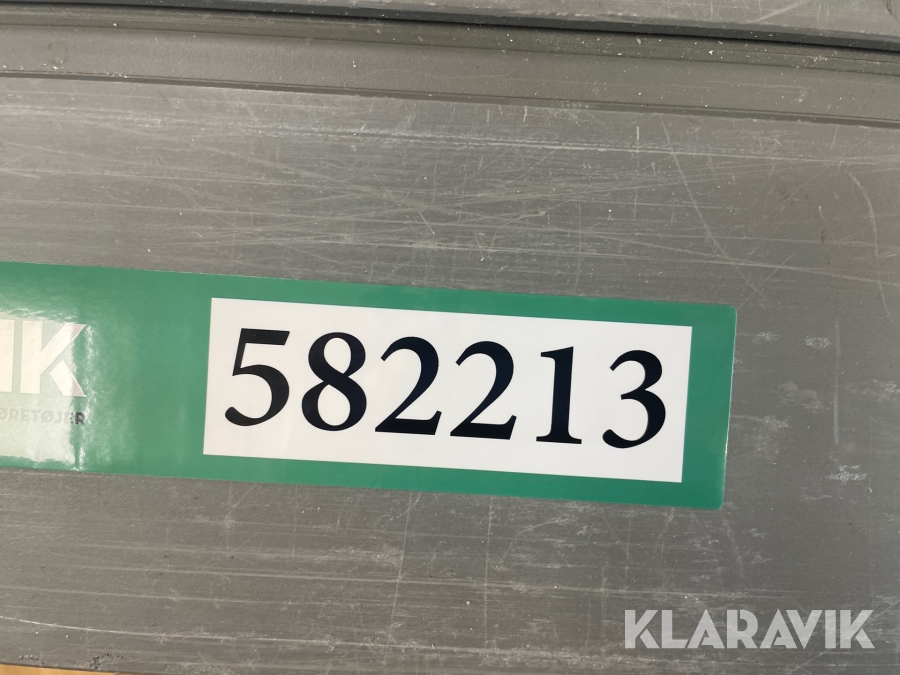 IK
ØRETØJER
582213
KLARAVIK